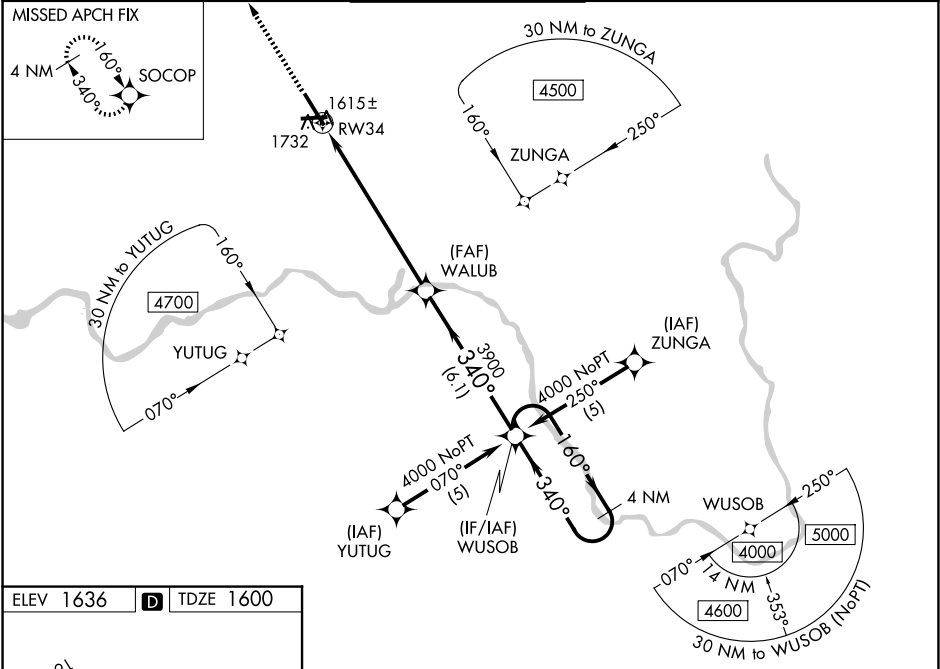 MISSED APCH FIX
4 NM
160°
340°
SOCOP
1615±
1732
RW34
30 NM to ZUNGA
4500
160°
250°
ZUNGA
30 NM to YUTUG
160°
4700
YUTUG
070°
(FAF)
WALUB
(IAF)
ZUNGA
3900
340°
(6.1)
4000 NoPT
250°
(5)
4000 NoPT
070°
(5)
160°
340°
4 NM
(IAF)
YUTUG
(IF/IAF)
WUSOB
WUSOB
250°
5000
4000
070°
14 NM
4600
353°
30 NM to WUSOB (NoPT)
ELEV 1636
D
TDZE 1600